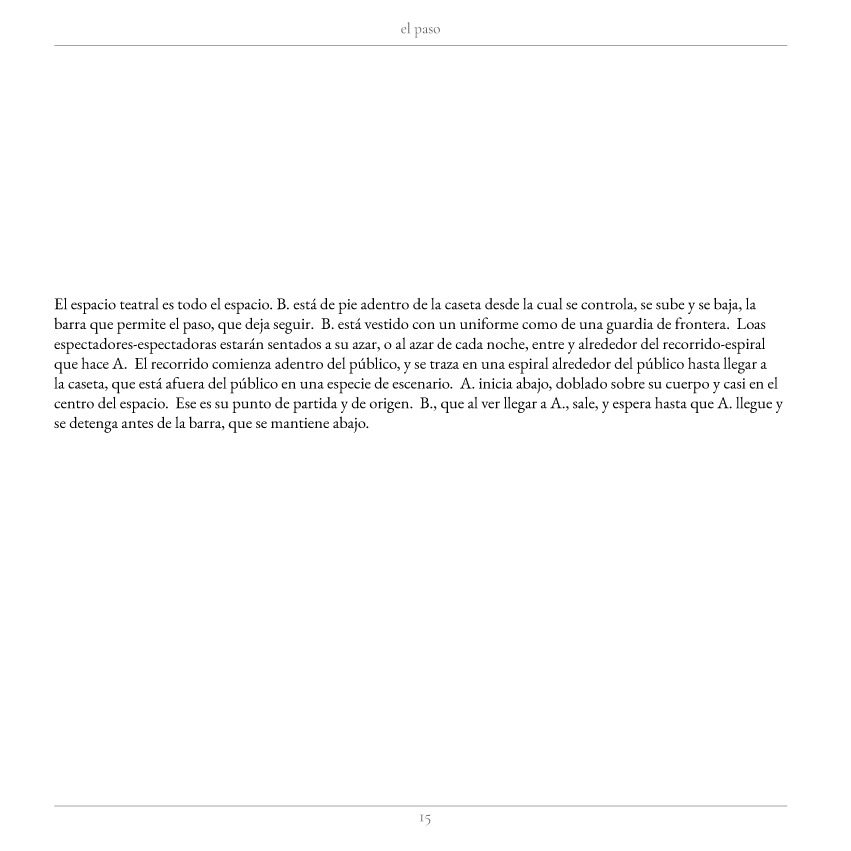 el paso
El espacio teatral es todo el espacio. B. está de pie adentro de la caseta desde la cual se controla, se sube y se baja, la
barra que permite el paso, que deja seguir.  B. está vestido con un uniforme como de una guardia de frontera.  Loas
espectadores-espectadoras estarán sentados a su azar, o al azar de cada noche, entre y alrededor del recorrido-espiral
que hace A.  El recorrido comienza adentro del público, y se traza en una espiral alrededor del público hasta llegar a
la caseta, que está afuera del público en una especie de escenario.  A. inicia abajo, doblado sobre su cuerpo y casi en el
centro del espacio.  Ese es su punto de partida y de origen.  B., que al ver llegar a A., sale, y espera hasta que A. llegue y
se detenga antes de la barra, que se mantiene abajo.
15